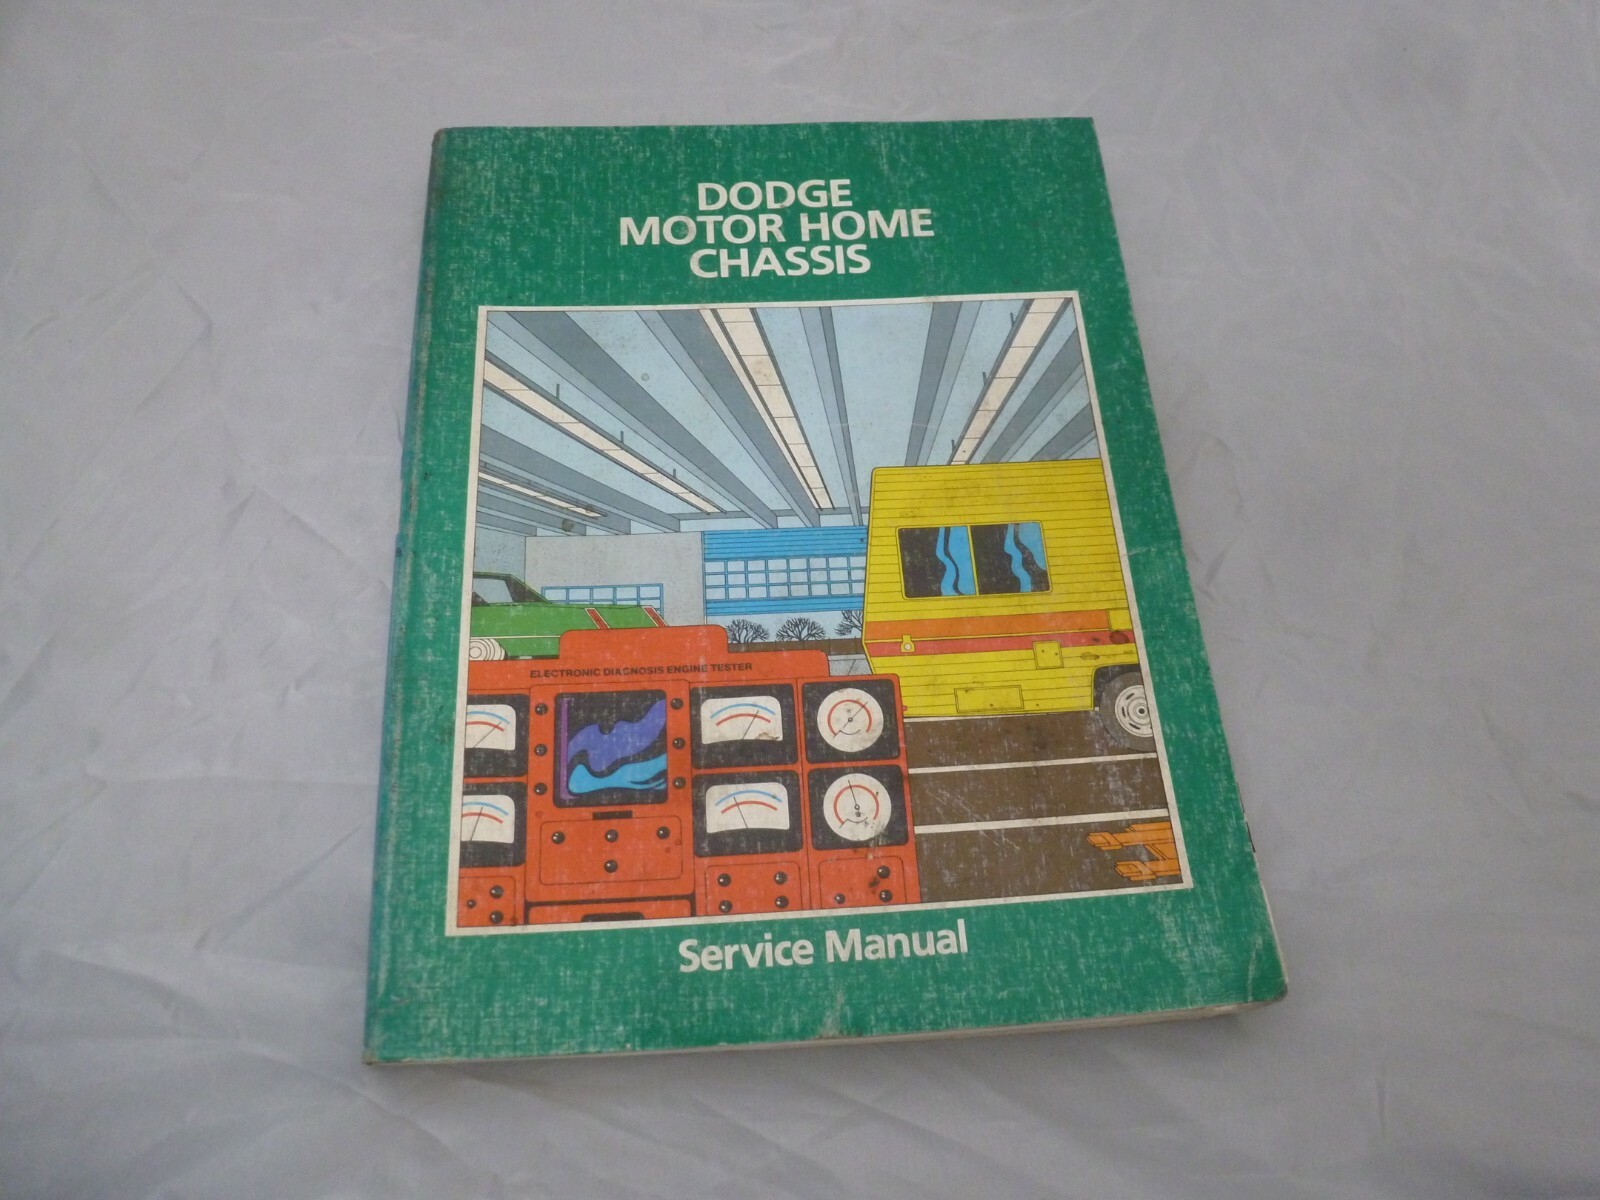 DODGE
MOTOR HOME
CHASSIS
ELECTRONIC DIAGNOSIS ENGINE TESTER
Service Manual